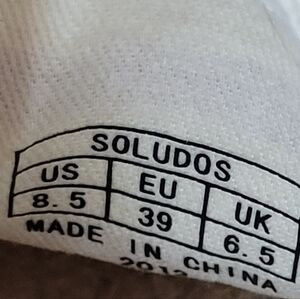 SOLUDOS
US EU UK
8.5 39 6.5
MADE IN CHINA